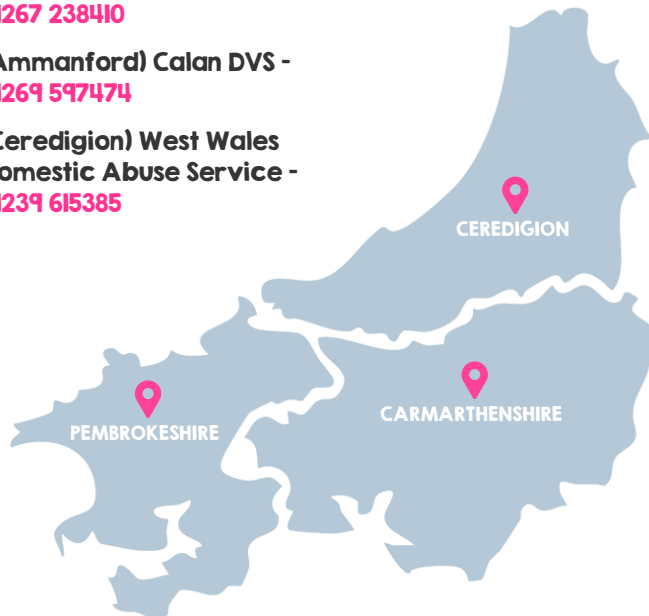 1267 238410
Ammanford) Calan DVS -
1269 597474
Ceredigion) West Wales
omestic Abuse Service -
1239 615385
CEREDIGION
CARMARTHENSHIRE
PEMBROKESHIRE